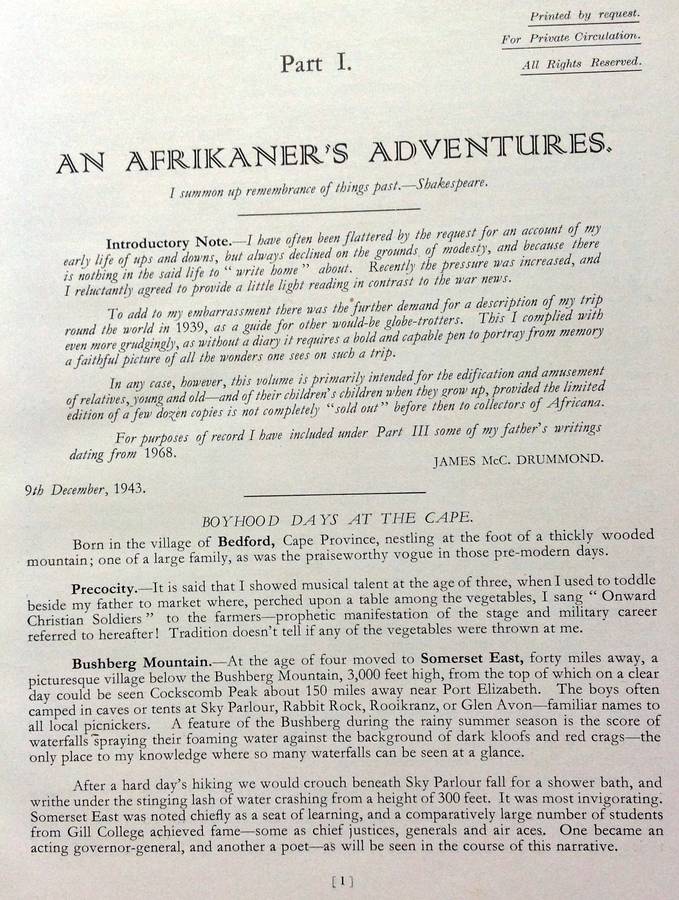 Printed by request.
For Private Circulation.
All Rights Reserved.
Part I.
AN AFRIKANER'S ADVENTURES.
I summon up remembrance of things past.—Shakespeare.
Introductory Note.—I have often been flattered by the request for an account of my
early life of ups and downs, but always declined on the grounds of modesty, and because there
is nothing in the said life to "write home" about. Recently the pressure was increased, and
I reluctantly agreed to provide a little light reading in contrast to the war news.
To add to my embarrassment there was the further demand for a description of my trip
round the world in 1939, as a guide for other would-be globe-trotters. This I complied with
even more grudgingly, as without a diary it requires a bold and capable pen to portray from memory
a faithful picture of all the wonders one sees on such a trip.
In any case, however, this volume is primarily intended for the edification and amusement
of relatives, young and old—and of their children's children when they grow up, provided the limited
edition of a few dozen copies is not completely "sold out" before then to collectors of Africana.
For purposes of record I have included under Part III some of my father's writings
dating from 1968.
JAMES McC. DRUMMOND.
9th December, 1943.
BOYHOOD DAYS AT THE CAPE.
Born in the village of Bedford, Cape Province, nestling at the foot of a thickly wooded
mountain; one of a large family, as was the praiseworthy vogue in those pre-modern days.
Precocity.—It is said that I showed musical talent at the age of three, when I used to toddle
beside my father to market where, perched upon a table among the vegetables, I sang "Onward
Christian Soldiers" to the farmers—prophetic manifestation of the stage and military career
referred to hereafter! Tradition doesn't tell if any of the vegetables were thrown at me.
Bushberg Mountain.—At the age of four moved to Somerset East, forty miles away, a
picturesque village below the Bushberg Mountain, 3,000 feet high, from the top of which on a clear
day could be seen Cockscomb Peak about 150 miles away near Port Elizabeth. The boys often
camped in caves or tents at Sky Parlour, Rabbit Rock, Rooikranz, or Glen Avon—familiar names to
all local picnickers. A feature of the Bushberg during the rainy summer season is the score of
waterfalls spraying their foaming water against the background of dark kloofs and red crags—the
only place to my knowledge where so many waterfalls can be seen at a glance.
After a hard day's hiking we would crouch beneath Sky Parlour fall for a shower bath, and
writhe under the stinging lash of water crashing from a height of 300 feet. It was most invigorating.
Somerset East was noted chiefly as a seat of learning, and a comparatively large number of students
from Gill College achieved fame—some as chief justices, generals and air aces. One became an
acting governor-general, and another a poet—as will be seen in the course of this narrative.
[ 1 ]